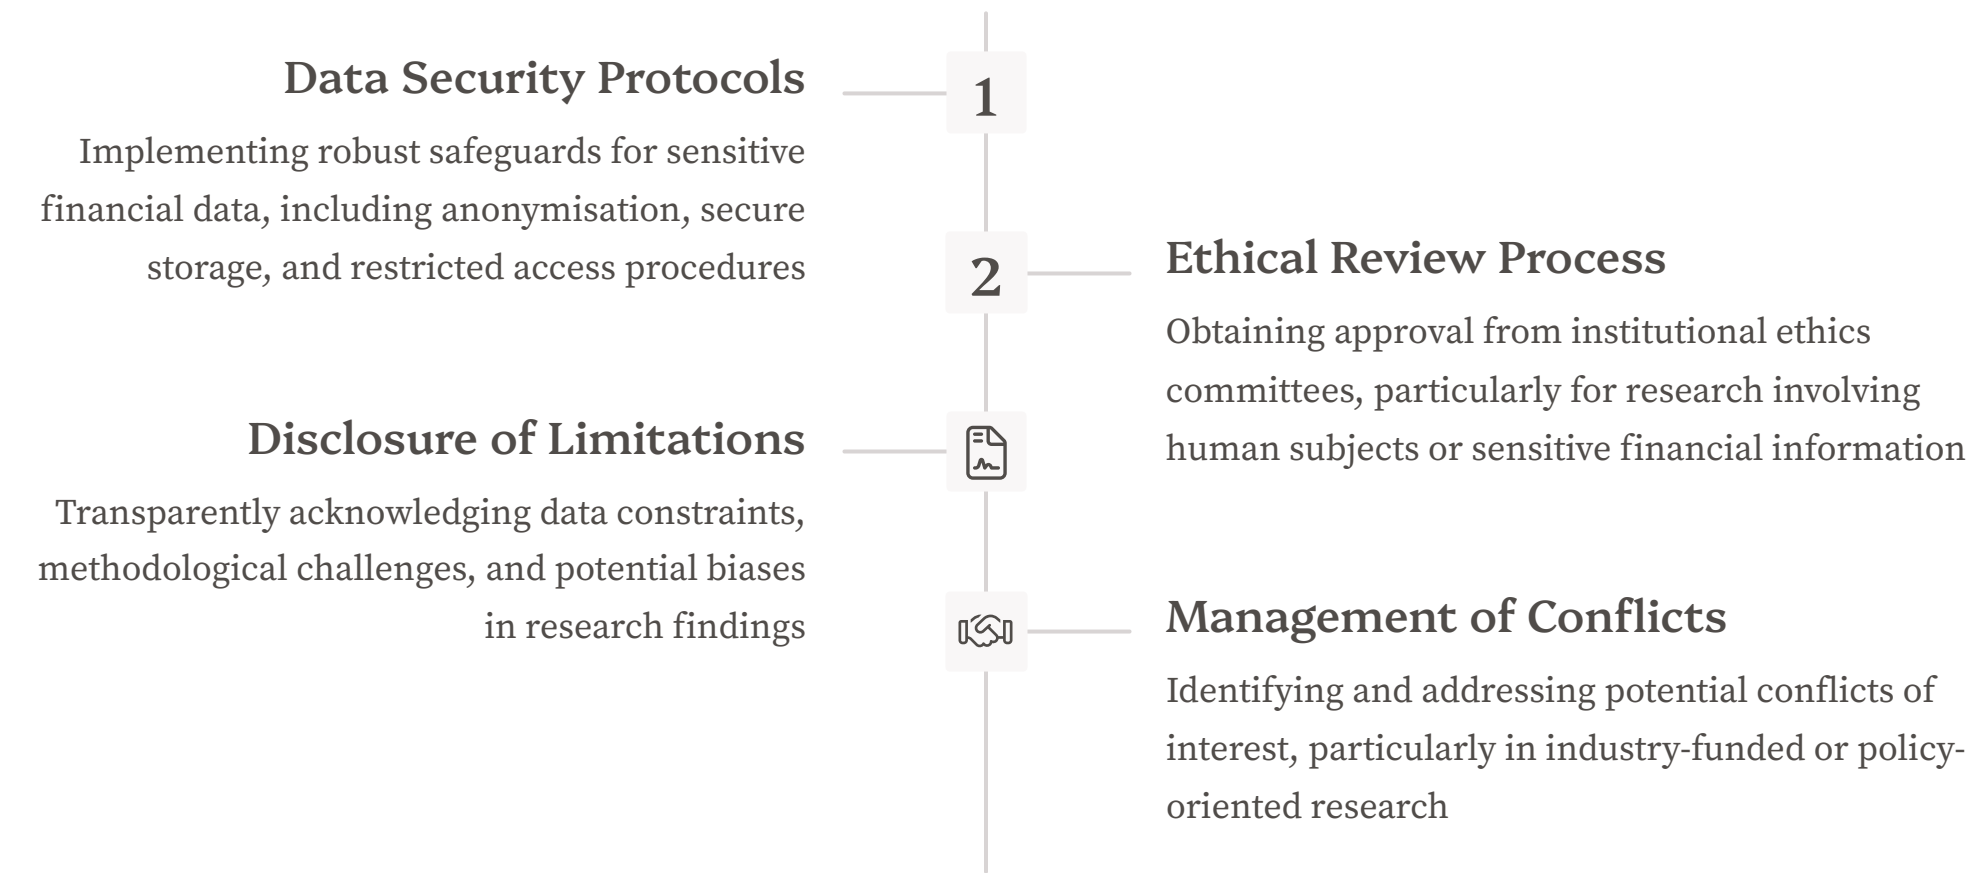 1
Data Security Protocols
Implementing robust safeguards for sensitive
financial data, including anonymisation, secure
storage, and restricted access procedures
2
Ethical Review Process
Obtaining approval from institutional ethics
committees, particularly for research involving
human subjects or sensitive financial information
Disclosure of Limitations
Transparently acknowledging data constraints,
methodological challenges, and potential biases
in research findings
Management of Conflicts
Identifying and addressing potential conflicts of
interest, particularly in industry-funded or policy-
oriented research